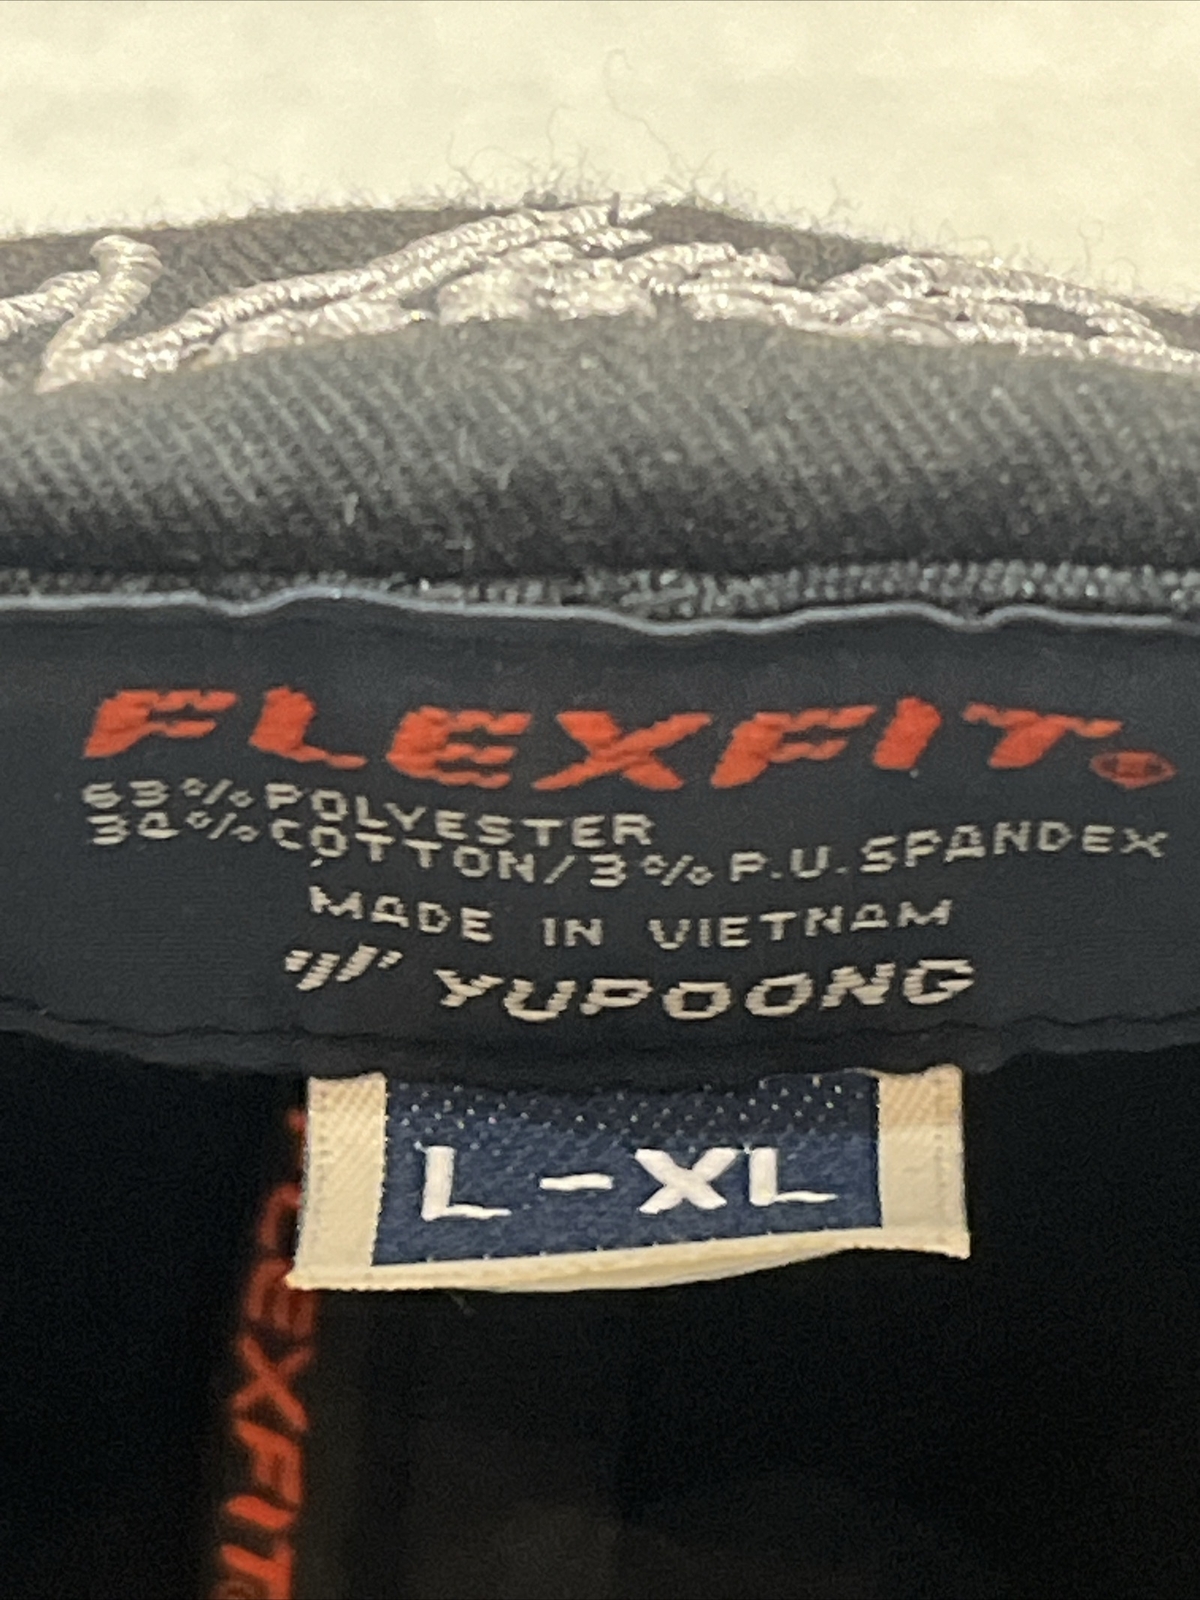 FLEXFIT®
63%POLYESTER
34%COTTON/3%P.U.SPANDEX
MADE IN VIETNAM
YUPOONG
L-XL
FLEXFIT